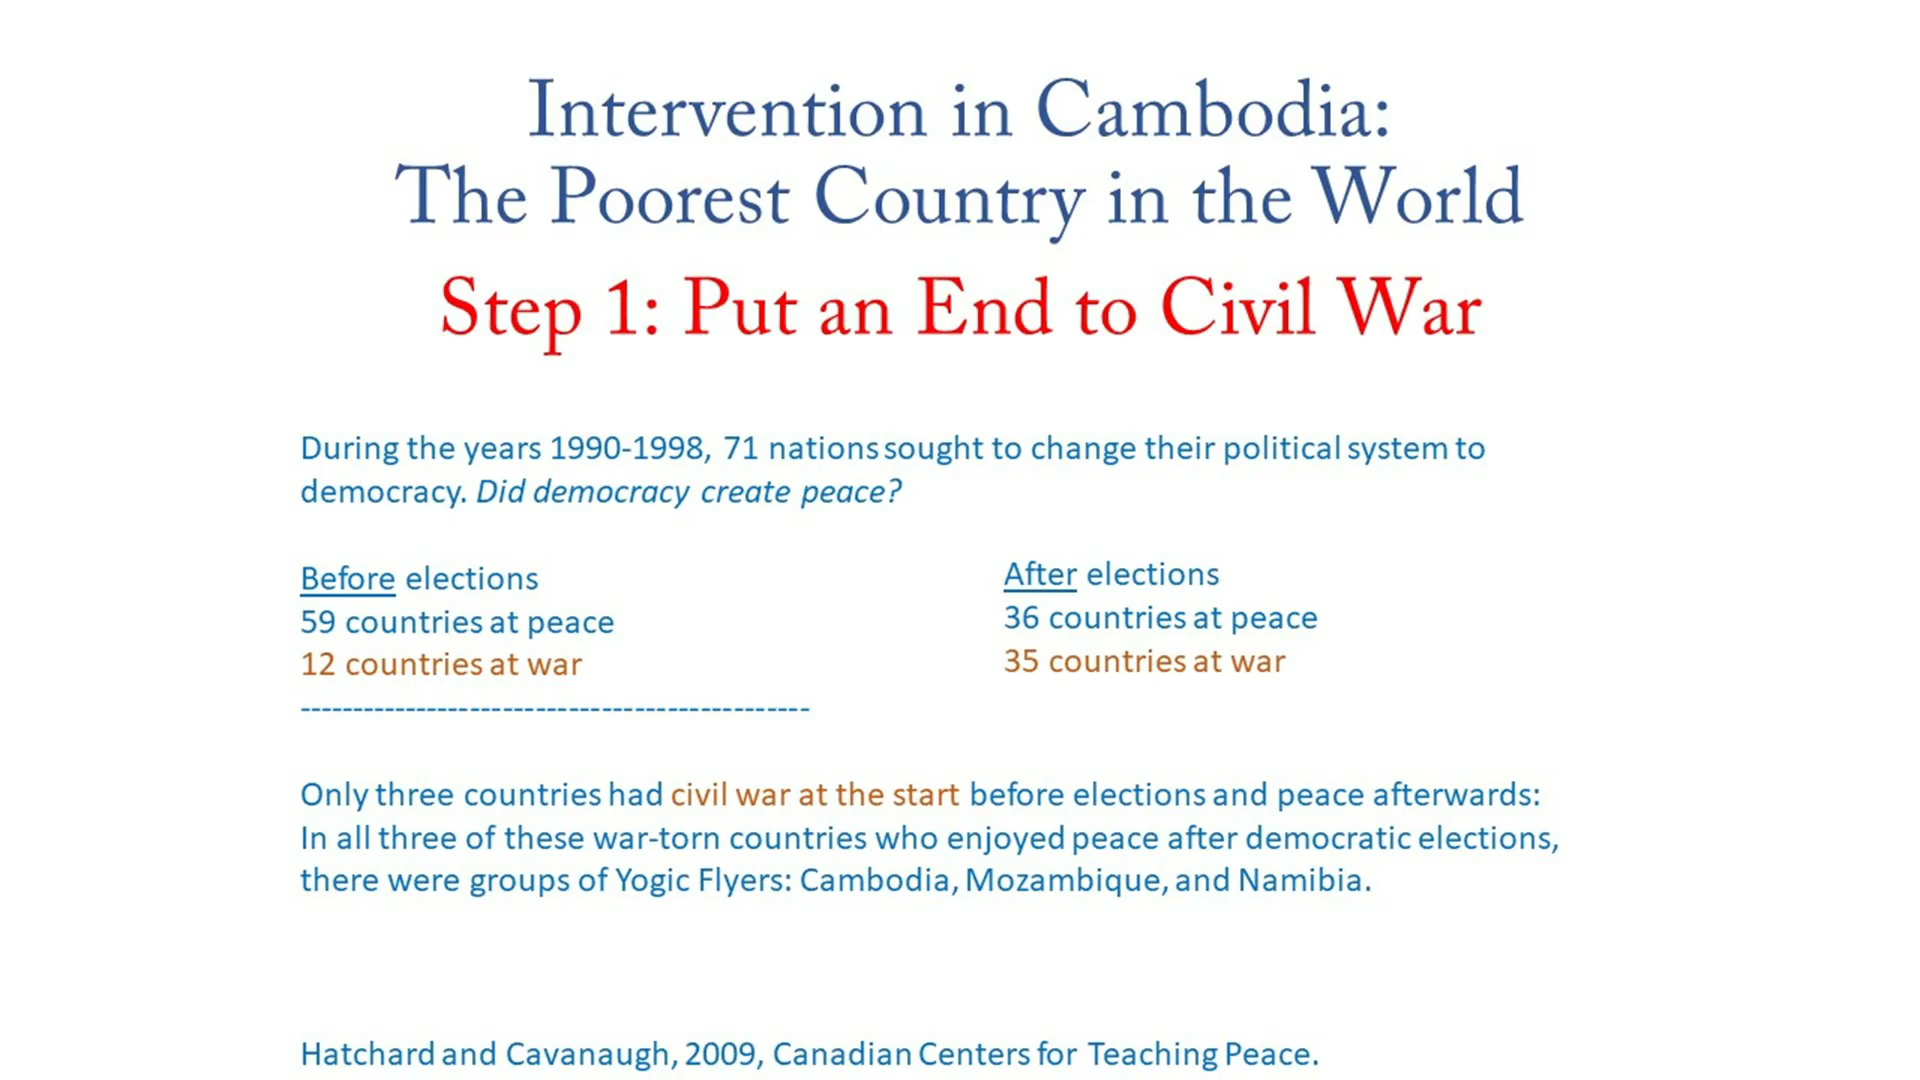 Intervention in Cambodia:
The Poorest Country in the World
Step 1: Put an End to Civil War
During the years 1990-1998, 71 nations sought to change their political system to
democracy. Did democracy create peace?
Before elections
59 countries at peace
12 countries at war
-----------------------------------------------
After elections
36 countries at peace
35 countries at war
Only three countries had civil war at the start before elections and peace afterwards:
In all three of these war-torn countries who enjoyed peace after democratic elections,
there were groups of Yogic Flyers: Cambodia, Mozambique, and Namibia.
Hatchard and Cavanaugh, 2009, Canadian Centers for Teaching Peace.